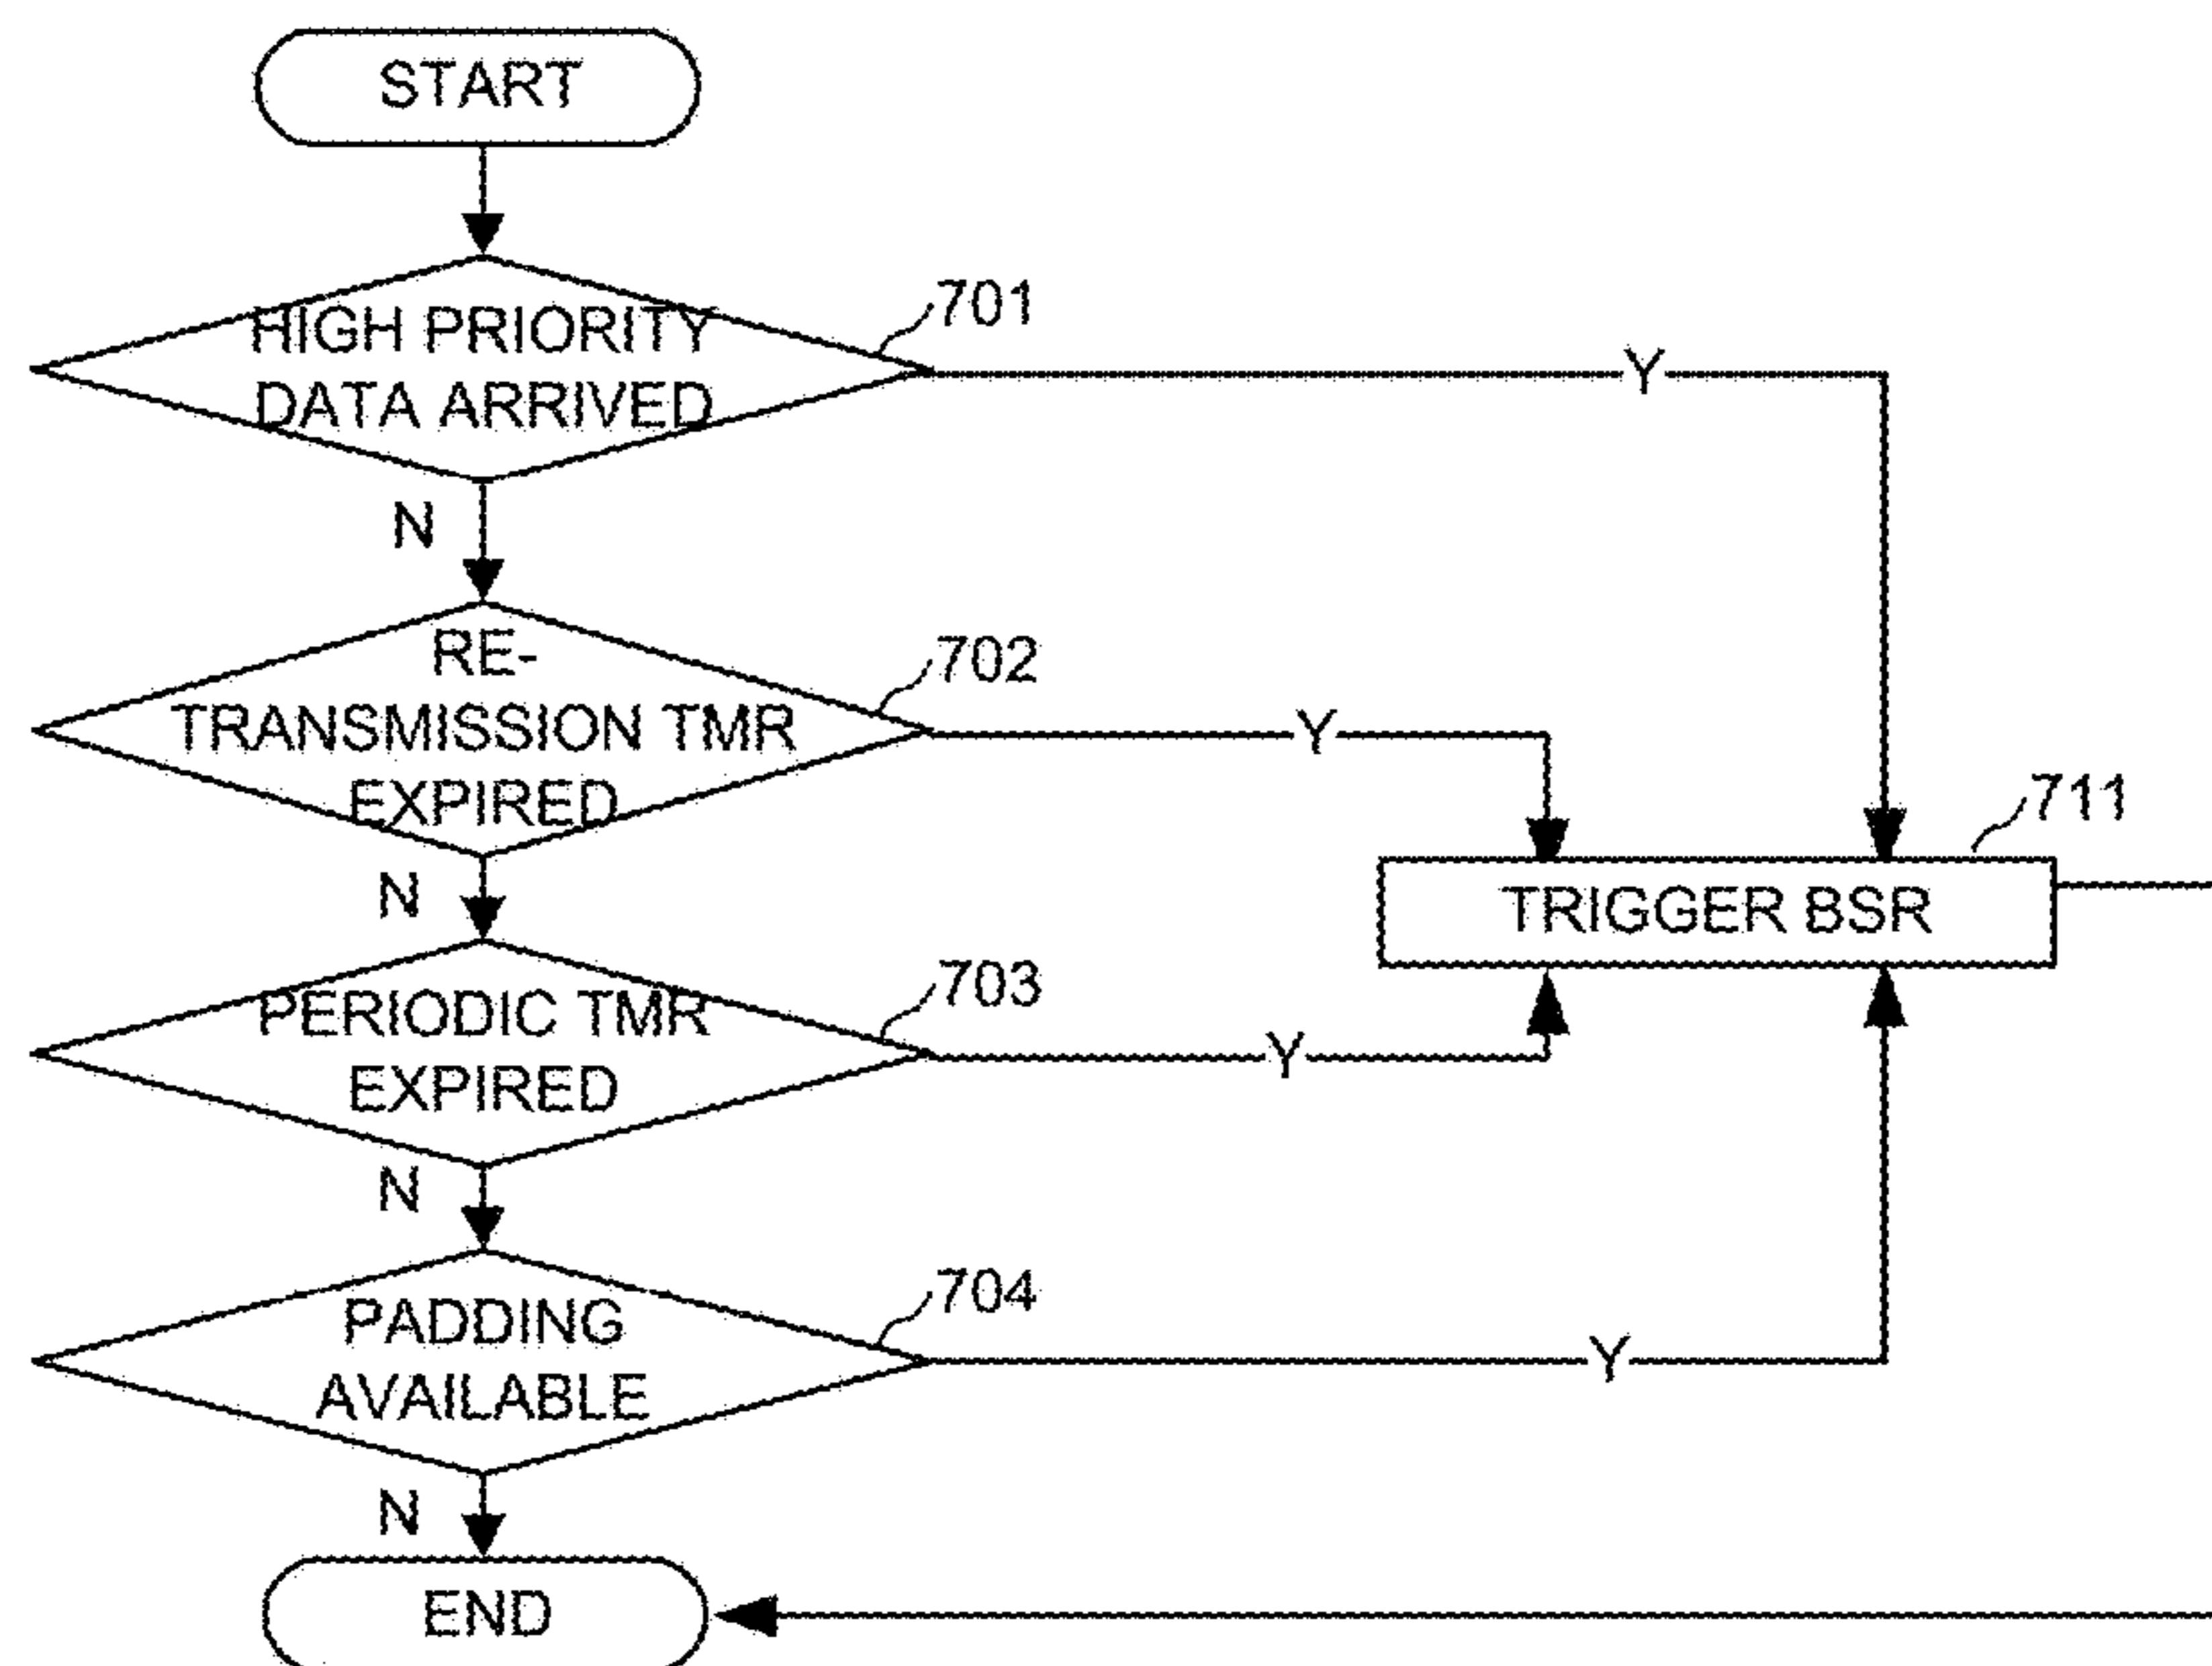 START
HIGH PRIORITY
DATA ARRIVED
701
Y
N
RE-
TRANSMISSION TMR
EXPIRED
702
Y
711
TRIGGER BSR
N
PERIODIC TMR
EXPIRED
703
Y
N
PADDING
AVAILABLE
704
Y
N
END